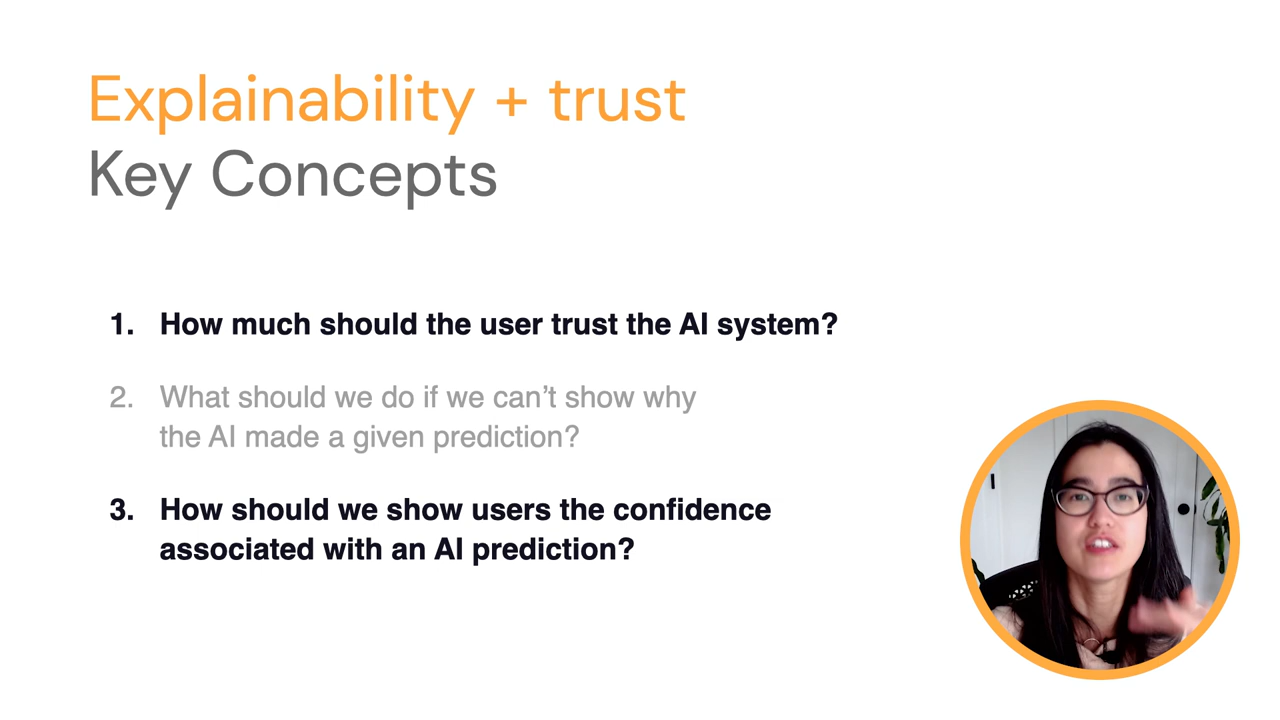 Explainability + trust
Key Concepts
1. How much should the user trust the AI system?
2. What should we do if we can’t show why
the AI made a given prediction?
3. How should we show users the confidence
associated with an AI prediction?